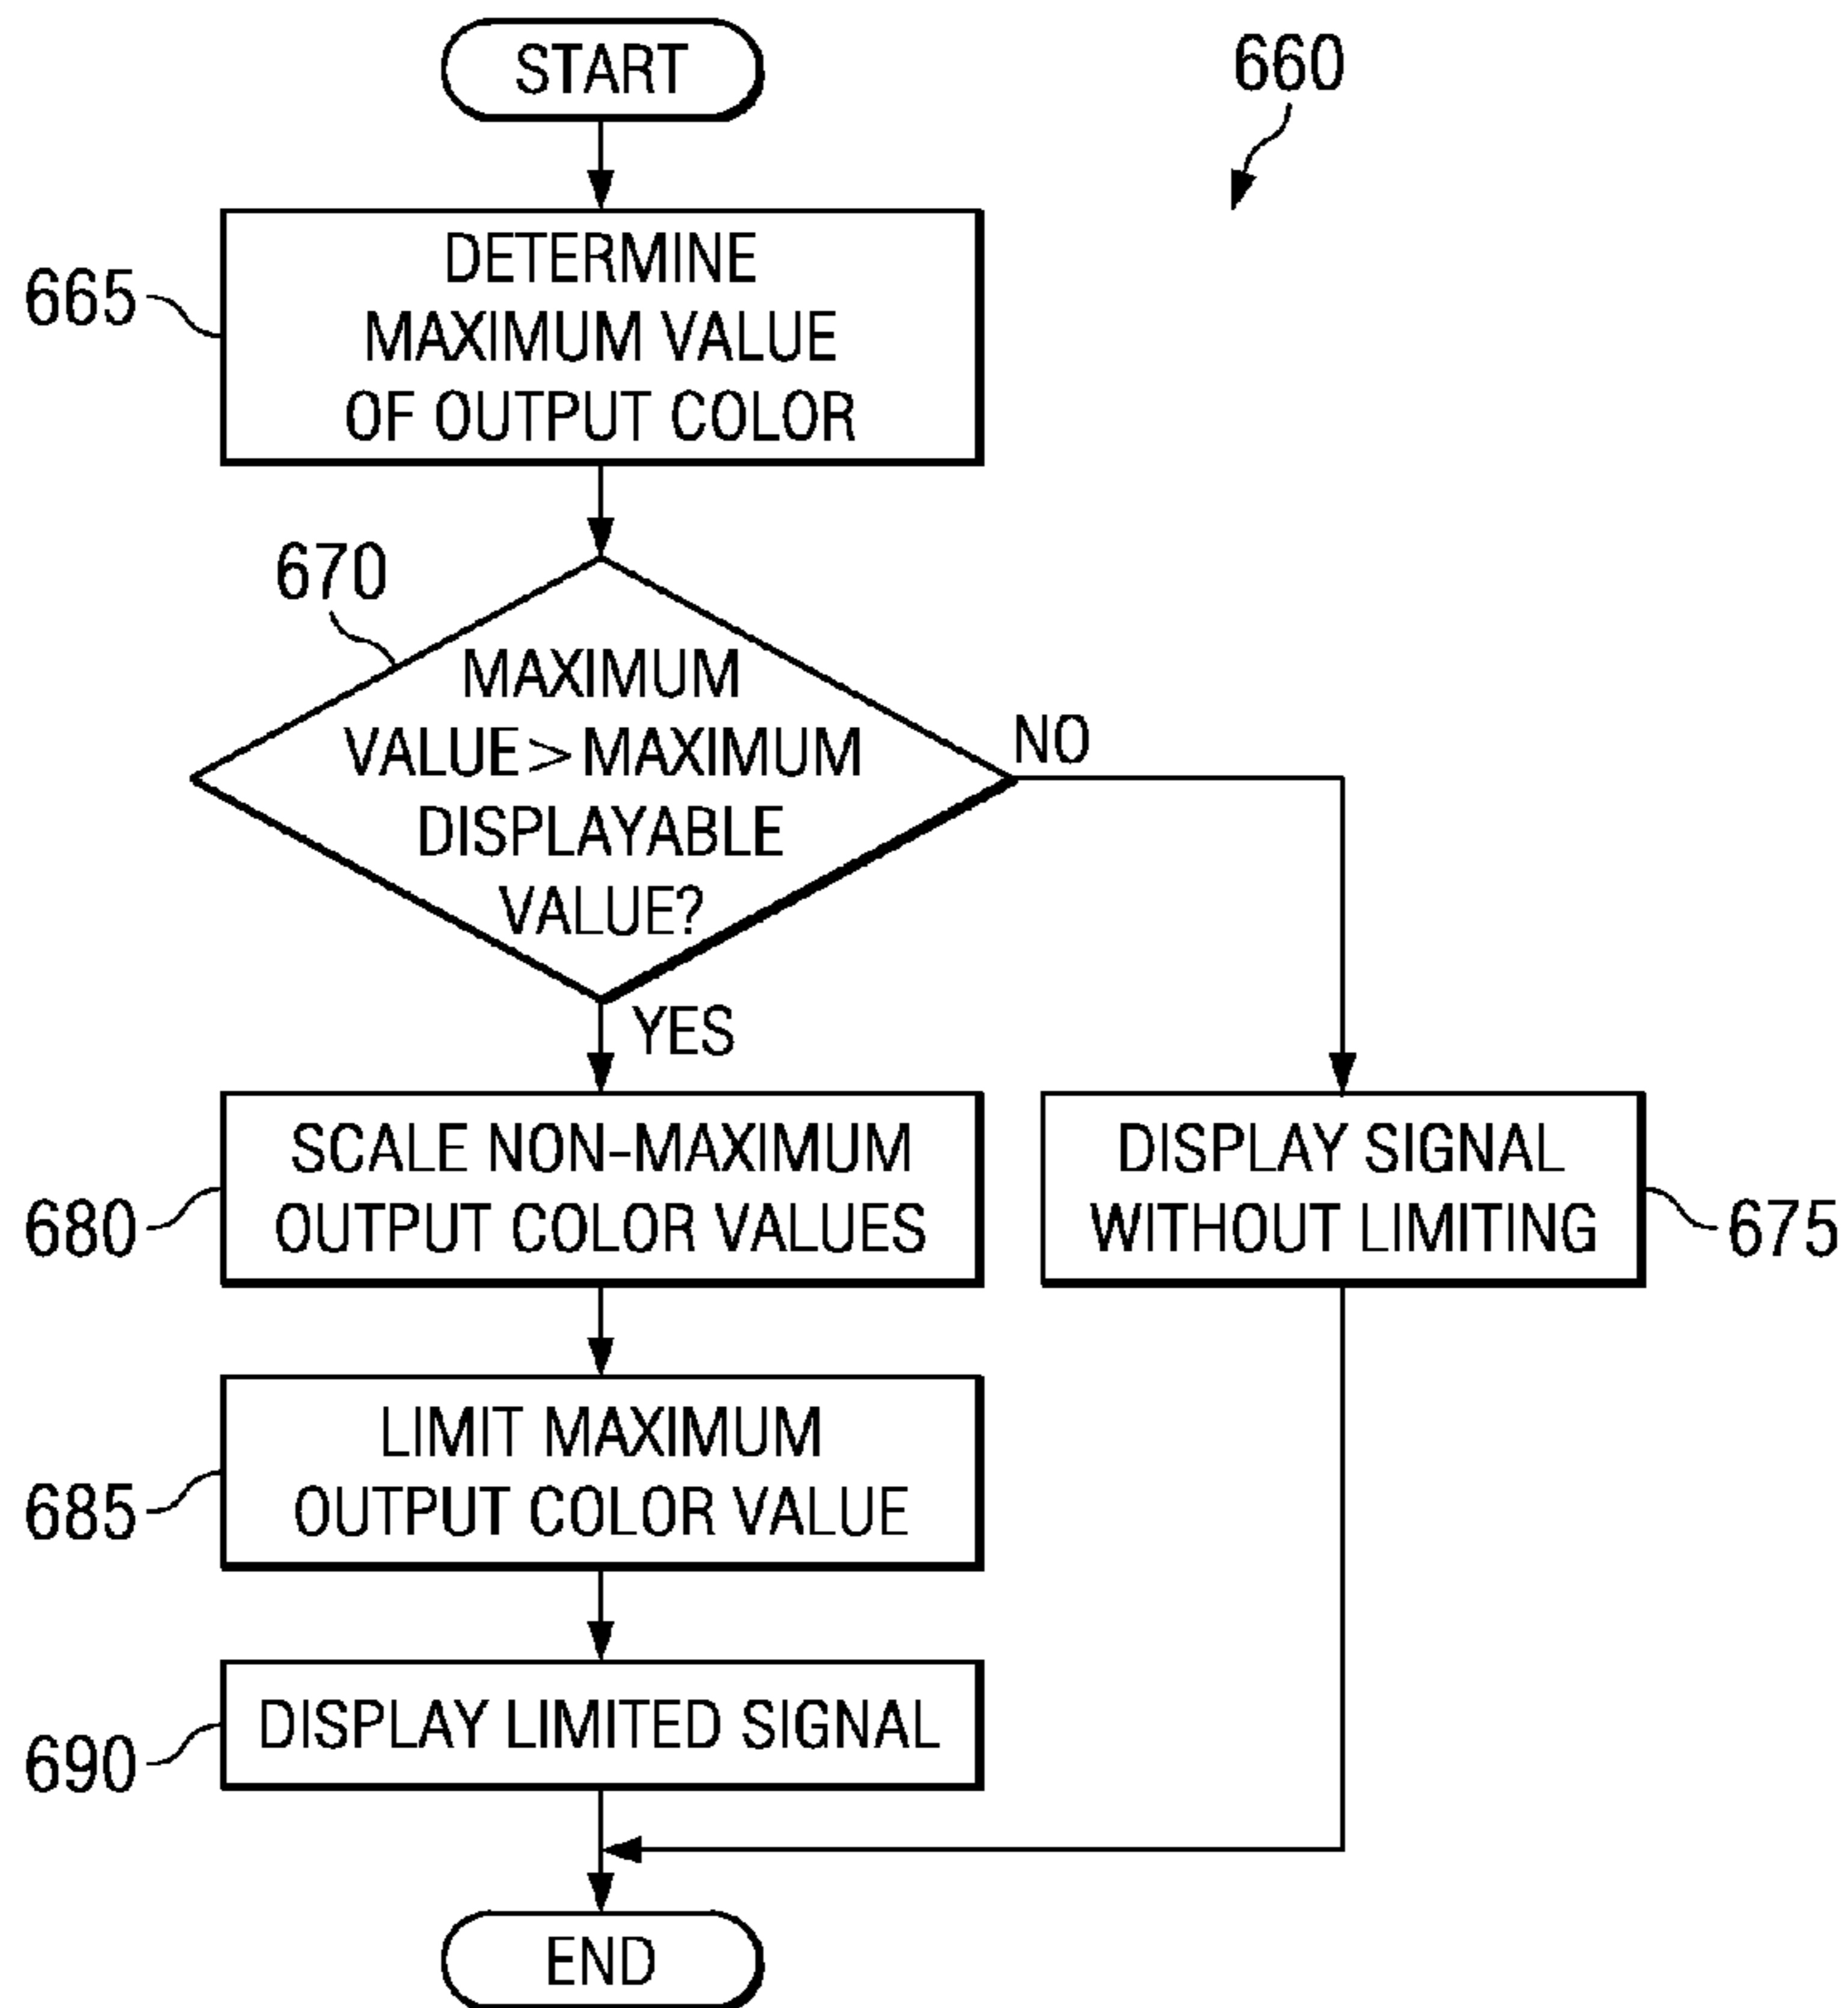 START
660
665
DETERMINE
MAXIMUM VALUE
OF OUTPUT COLOR
670
MAXIMUM
VALUE > MAXIMUM
DISPLAYABLE
VALUE?
NO
YES
680
SCALE NON-MAXIMUM
OUTPUT COLOR VALUES
DISPLAY SIGNAL
WITHOUT LIMITING
675
685
LIMIT MAXIMUM
OUTPUT COLOR VALUE
690
DISPLAY LIMITED SIGNAL
END